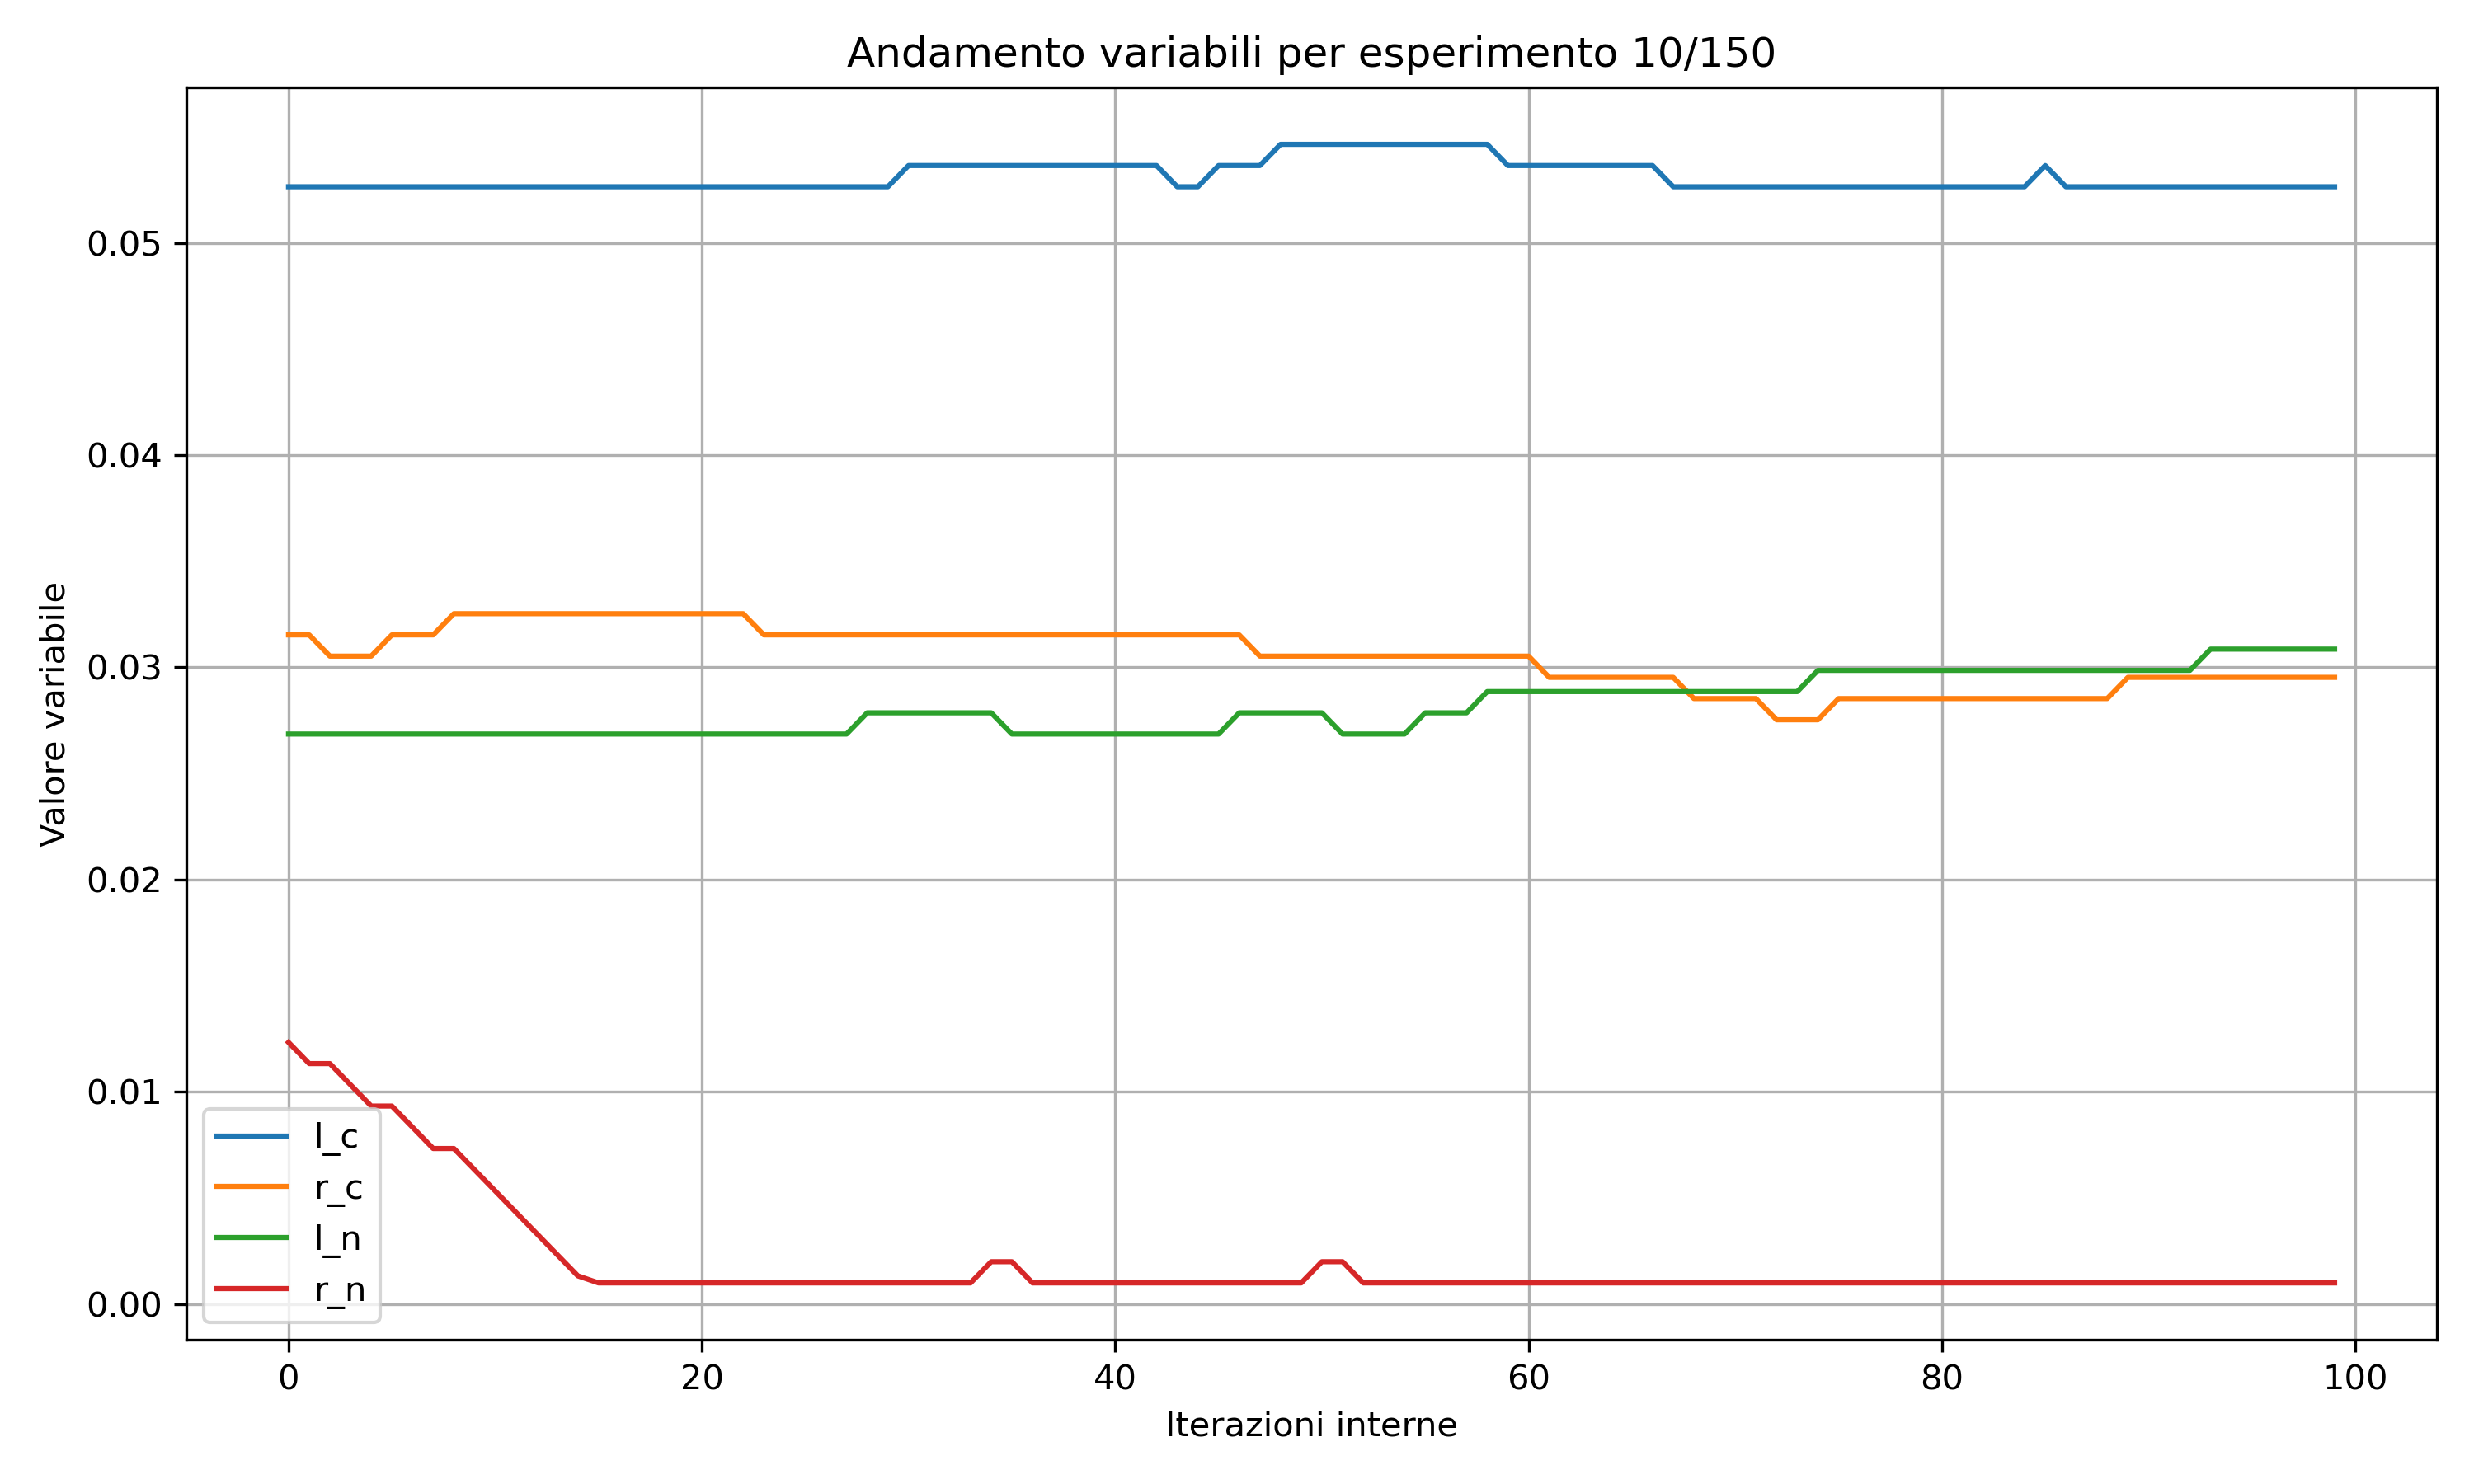 Andamento variabili per esperimento 10/150
Valore variabile
0.05
0.04
0.03
0.02
0.01
0.00
l_c
r_c
l_n
r_n
0 20 40 60 80 100
Iterazioni interne